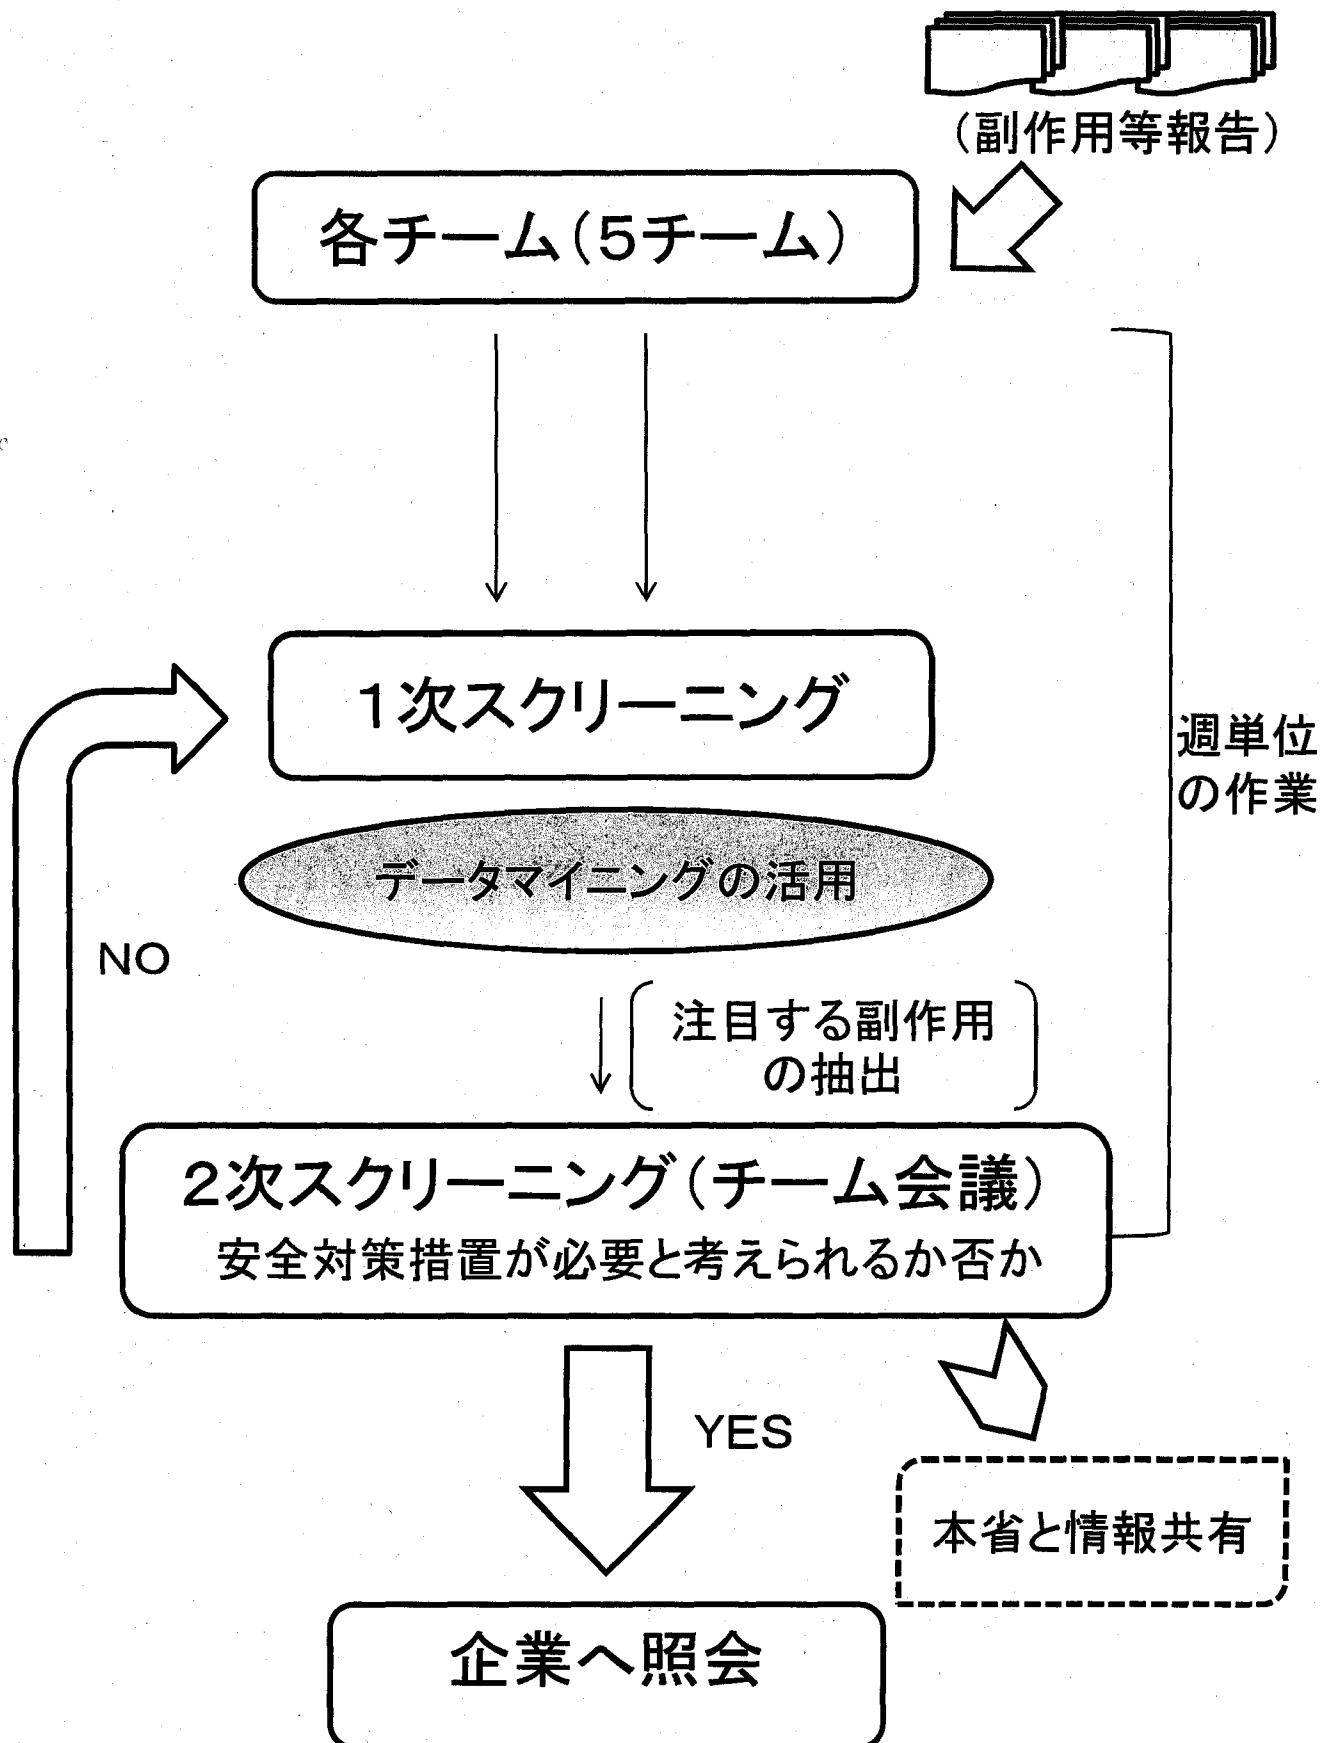 (副作用等報告)
各チーム(5チーム)
1次スクリーニング
週単位
の作業
データマイニングの活用
NO
注目する副作用
の抽出
2次スクリーニング(チーム会議)
安全対策措置が必要と考えられるか否か
YES
本省と情報共有
企業へ照会